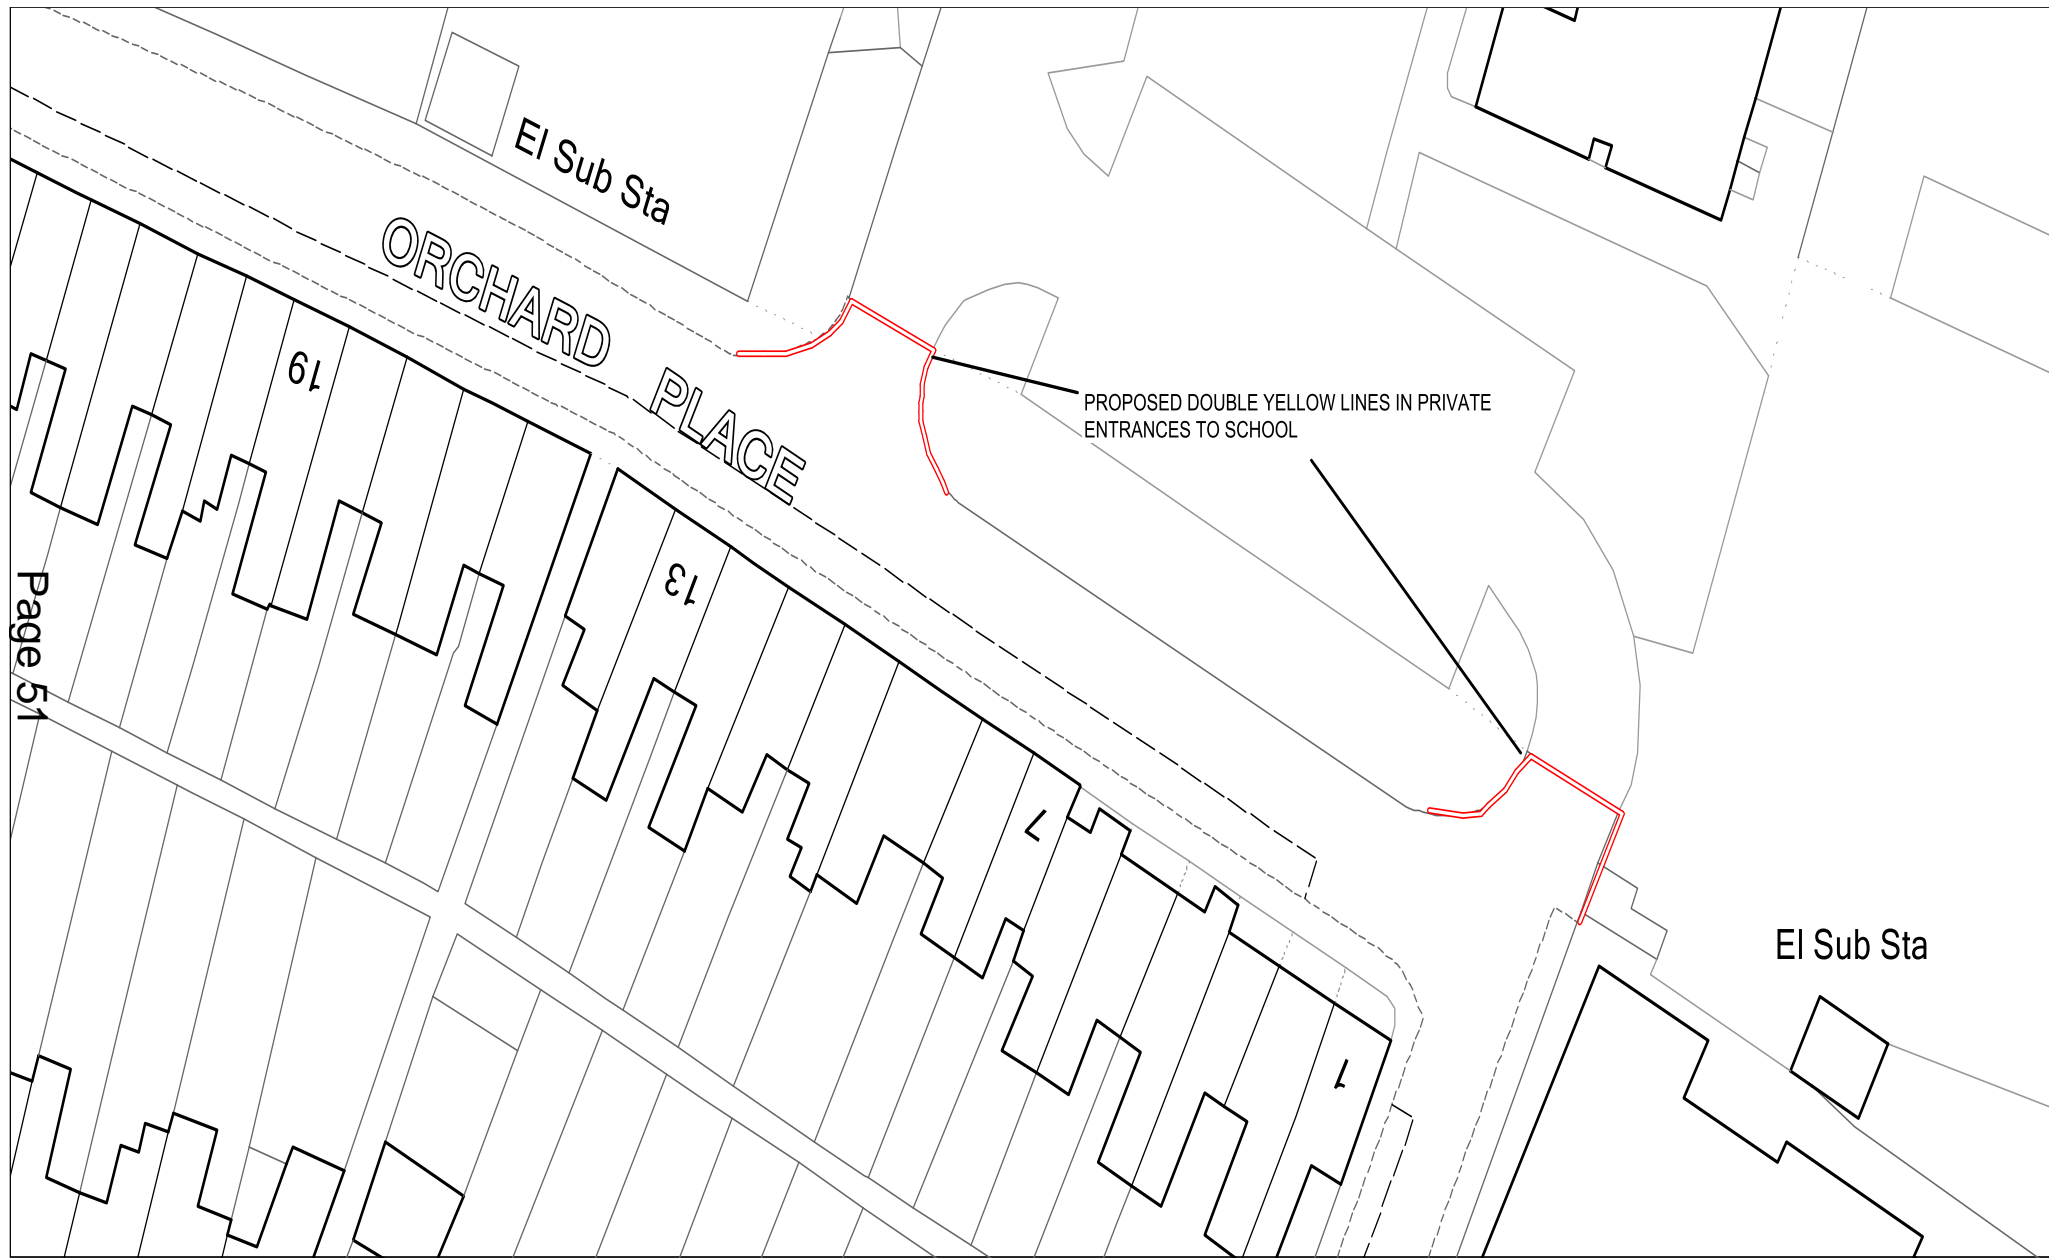 El Sub Sta
ORCHARD PLACE
19
PROPOSED DOUBLE YELLOW LINES IN PRIVATE
ENTRANCES TO SCHOOL
13
Page 51
7
El Sub Sta
1